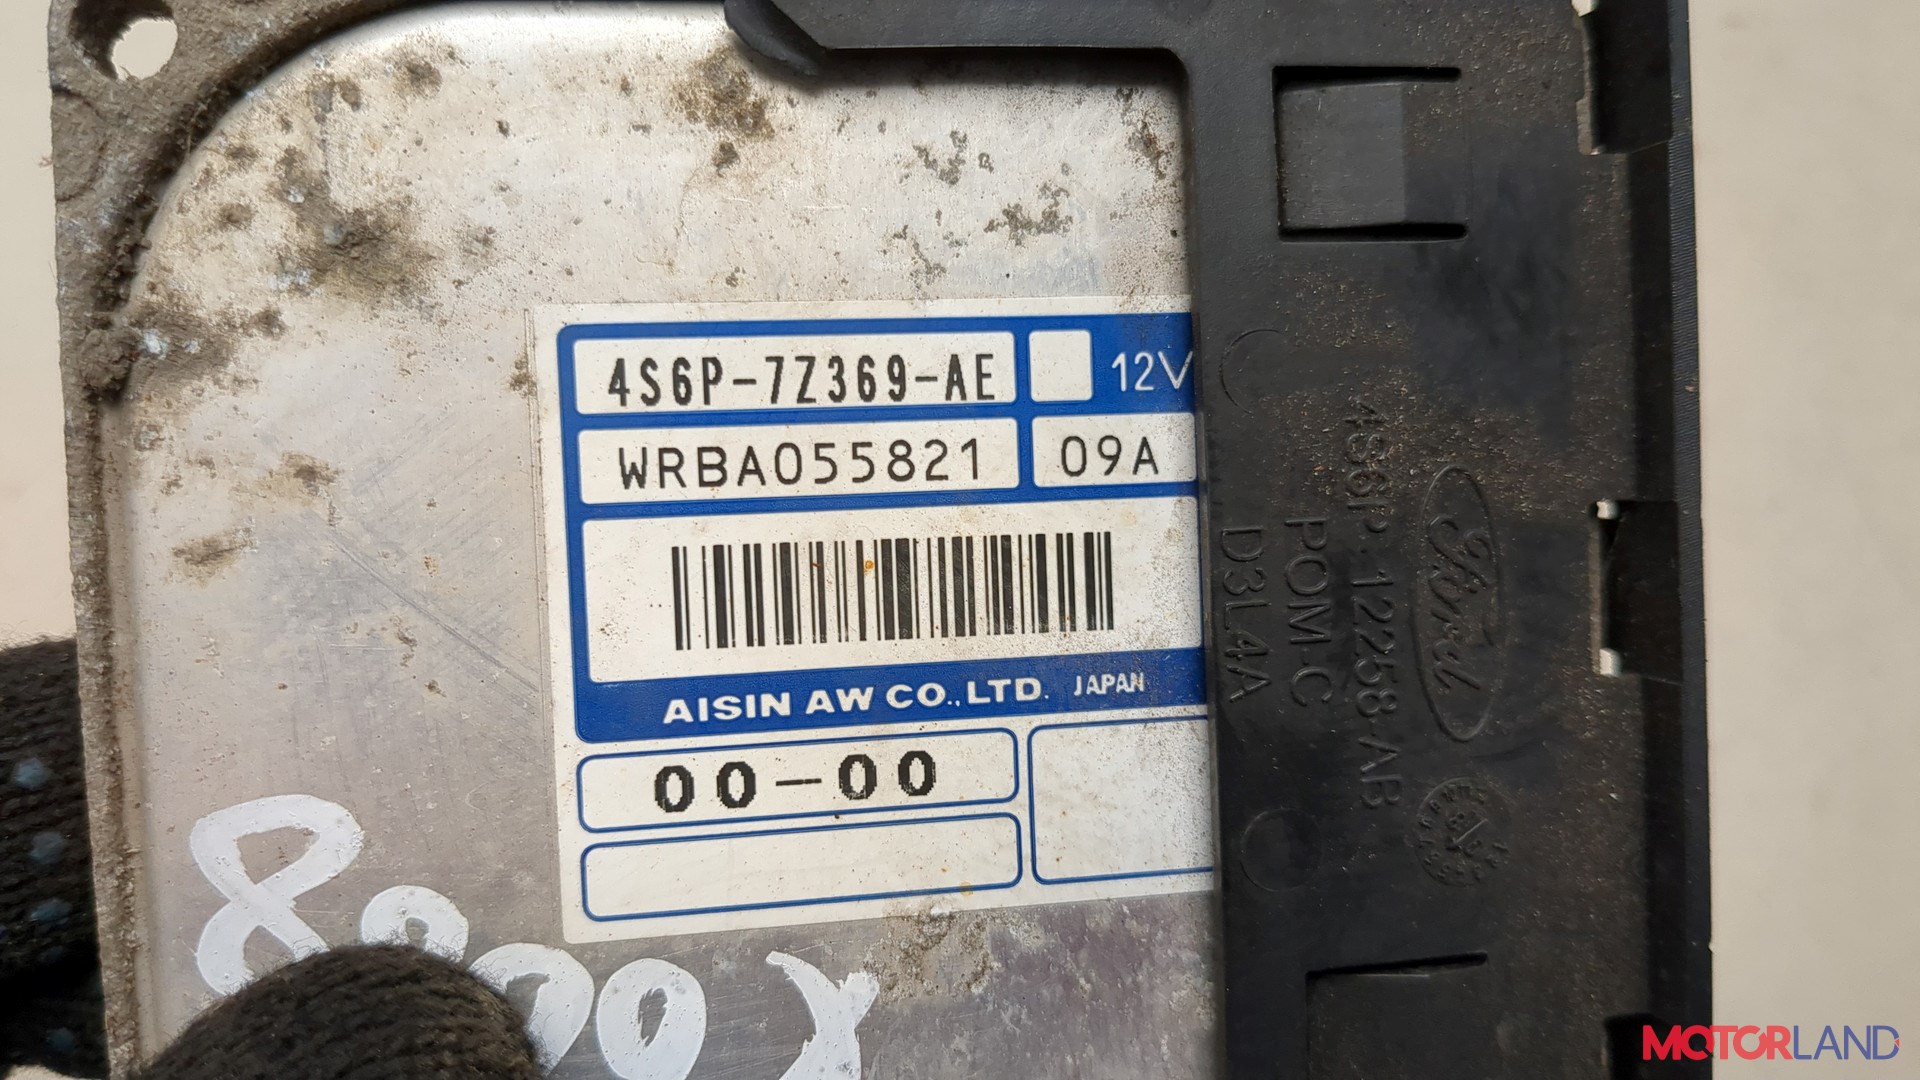 4S6P-7Z369-AE
12V
WRBA055821
09A
AISIN AW CO.,LTD. JAPAN
00-00
Ford
4S6P-12258-AB
POM-C
D3L4A
MOTORLAND